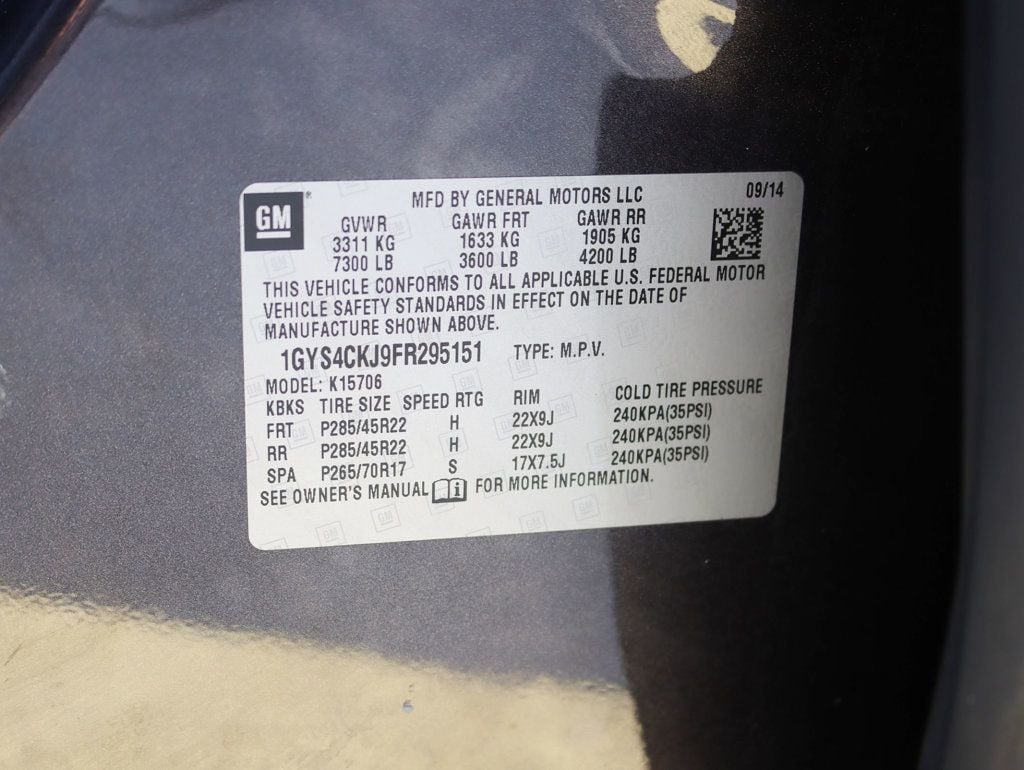 GM®
MFD BY GENERAL MOTORS LLC 09/14
GVWR GAWR FRT GAWR RR
3311 KG 1633 KG 1905 KG
7300 LB 3600 LB 4200 LB
THIS VEHICLE CONFORMS TO ALL APPLICABLE U.S. FEDERAL MOTOR
VEHICLE SAFETY STANDARDS IN EFFECT ON THE DATE OF
MANUFACTURE SHOWN ABOVE.
1GYS4CKJ9FR295151 TYPE: M.P.V.
MODEL: K15706
KBKS TIRE SIZE SPEED RTG RIM COLD TIRE PRESSURE
FRT P285/45R22 H 22X9J 240KPA(35PSI)
RR P285/45R22 H 22X9J 240KPA(35PSI)
SPA P265/70R17 S 17X7.5J 240KPA(35PSI)
SEE OWNER'S MANUAL FOR MORE INFORMATION.